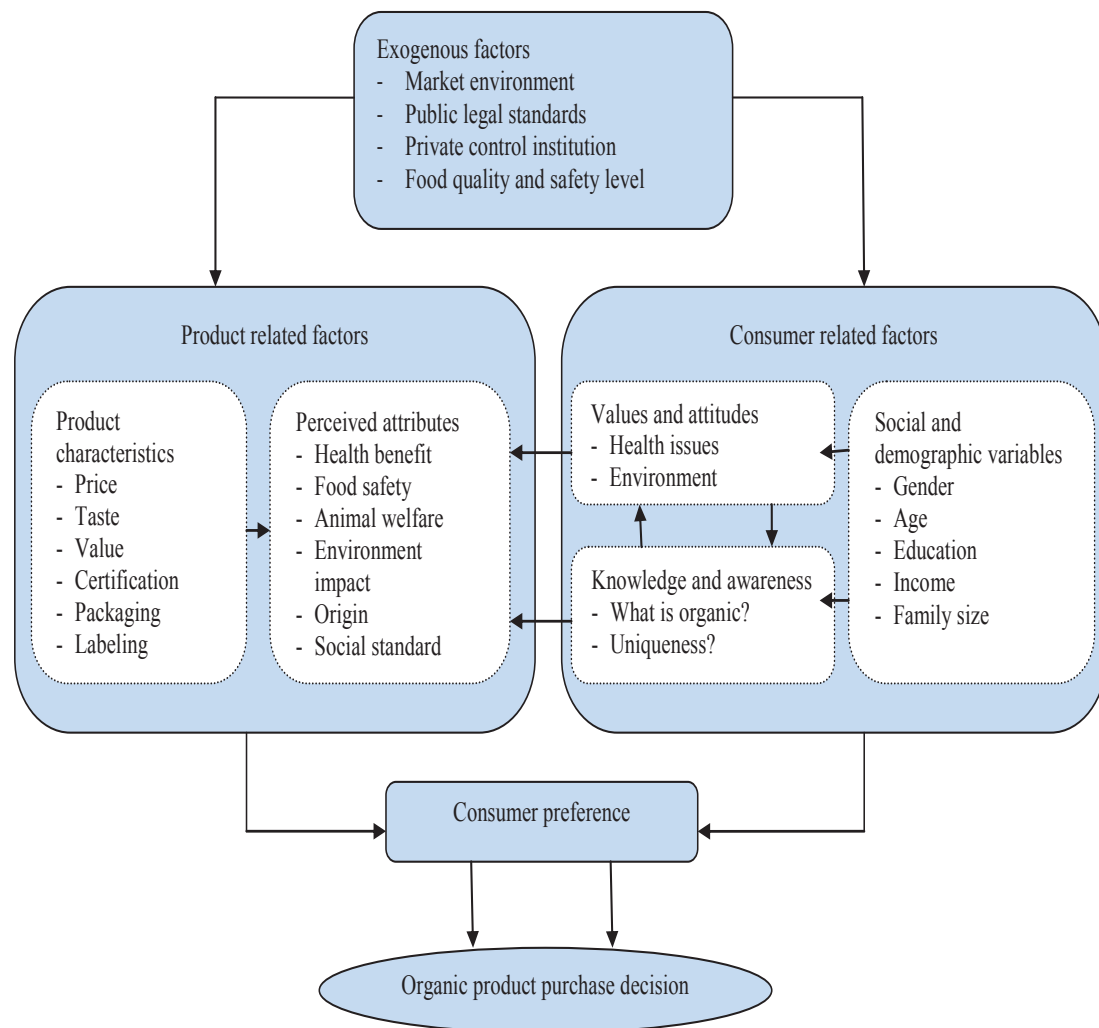 Exogenous factors
- Market environment
- Public legal standards
- Private control institution
- Food quality and safety level
Product related factors
Product
characteristics
- Price
- Taste
- Value
- Certification
- Packaging
- Labeling
Perceived attributes
- Health benefit
- Food safety
- Animal welfare
- Environment
impact
- Origin
- Social standard
Consumer related factors
Values and attitudes
- Health issues
- Environment
Knowledge and awareness
- What is organic?
- Uniqueness?
Social and
demographic variables
- Gender
- Age
- Education
- Income
- Family size
Consumer preference
Organic product purchase decision